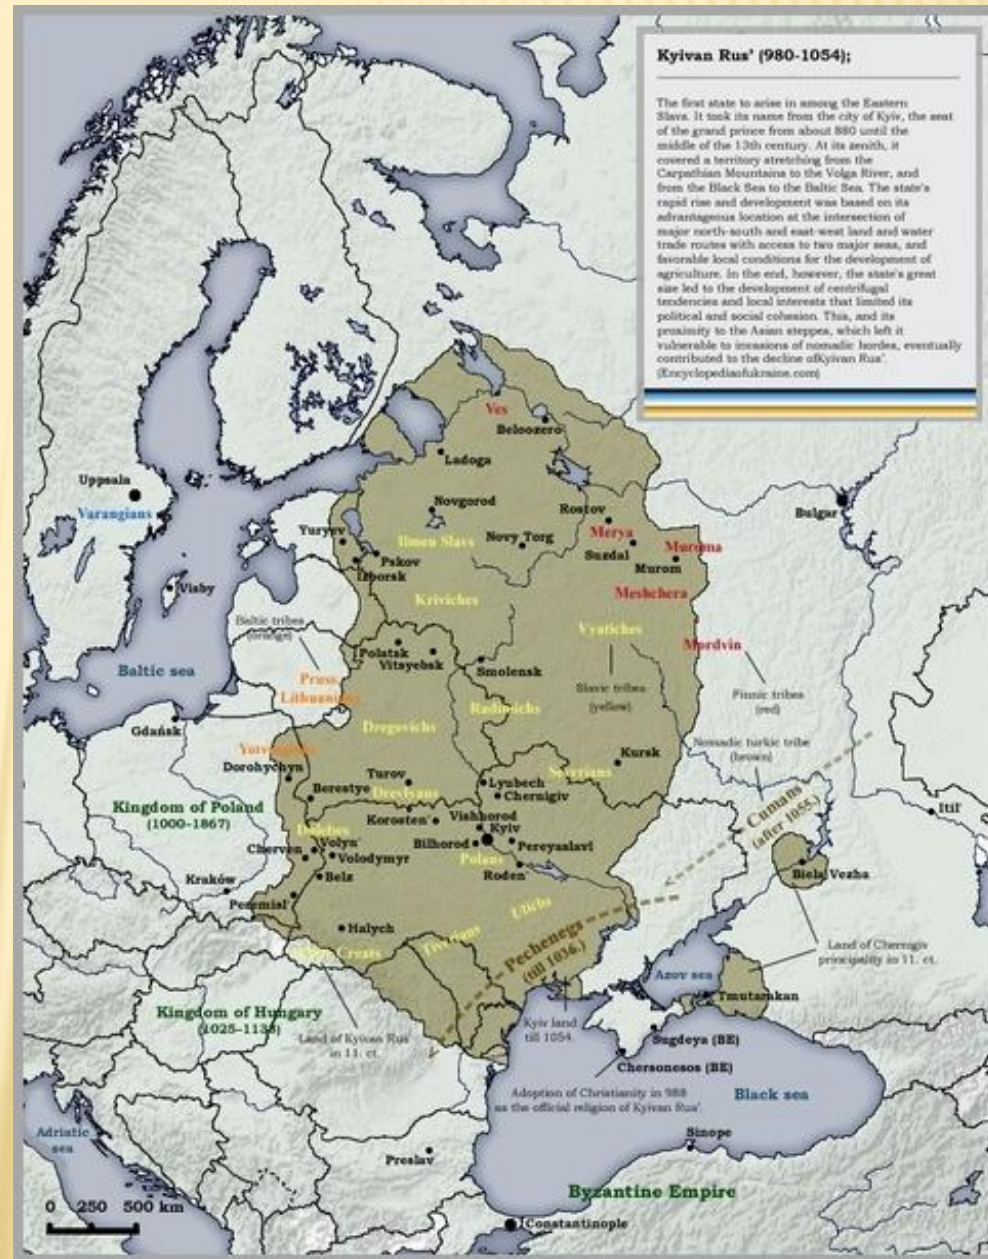 Kyivan Rus' (980-1054);
The first state to arise in among the Eastern
Slavs. It took its name from the city of Kyiv, the seat
of the grand prince from about 880 until the
middle of the 13th century. At its zenith, it
covered a territory stretching from the
Carpathian Mountains to the Volga River, and
from the Black Sea to the Baltic Sea. The state's
rapid rise and development was based on its
advantageous location at the intersection of
major north-south and east-west land and water
trade routes with access to two major seas, and
favorable local conditions for the development of
agriculture. In the end, however, the state's great
size led to the development of centrifugal
tendencies and local interests that limited its
political and social cohesion. This, and its
proximity to the Asian steppes, which left it
vulnerable to invasions of nomadic hordes, eventually
contributed to the decline ofKyivan Rus'.
(Encyclopediaofukraine.com)
Ves
Beloozero
Ladoga
Uppsala
Varangians
Novgorod
Rostov
Bulgar
Yuryev
Ilmen Slavs
Novy Torg
Merya
Suzdal
Muroma
Murom
Pskov
Izborsk
Visby
Kriviches
Meshchera
Baltic tribes
(orange)
Vyatiches
Mordvin
Polatsk
Vitsyebsk
Smolensk
Baltic sea
Pruss
Lithuanians
Slavic tribes
(yellow)
Finnic tribes
(red)
Radimichs
Dregovichs
Gdańsk
Nomadic turkic tribe
(brown)
Kursk
Severians
Dorohychyn
Turov
Lyubech
Berestye
Drevlyans
Chernigiv
Kingdom of Poland
(1000-1867)
Korosten'
Vishhorod
Kyiv
Cumans
(after 1055.)
Itil'
Bilhorod
Pereyaslavl
Cherven
Volyn'
Volodymyr
Polans
Roden'
Biela Vezha
Kraków
Belz
Peremisl'
Ulichs
Halych
Tiverians
Croats
Pechenegs
(till 1036.)
Land of Chernigiv
principality in 11. ct.
Azov sea
Tmutarakan
Kingdom of Hungary
(1025-1138)
Land of Kyivan Rus'
in 11. ct.
Kyiv land
till 1054.
Sugdeya (BE)
Chersonesos (BE)
Adoption of Christianity in 988
as the official religion of Kyivan Rua'.
Black sea
Adriatic
sea
Sinope
Preslav
Byzantine Empire
0 250 500 km
Constantinople